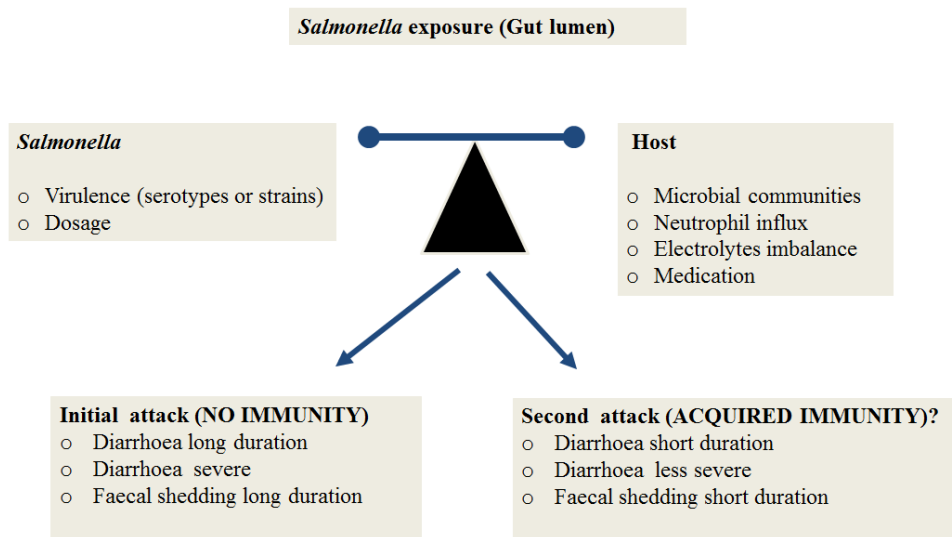 Salmonella exposure (Gut lumen)
Salmonella
o Virulence (serotypes or strains)
o Dosage
Host
o Microbial communities
o Neutrophil influx
o Electrolytes imbalance
o Medication
Initial attack (NO IMMUNITY)
o Diarrhoea long duration
o Diarrhoea severe
o Faecal shedding long duration
Second attack (ACQUIRED IMMUNITY)?
o Diarrhoea short duration
o Diarrhoea less severe
o Faecal shedding short duration